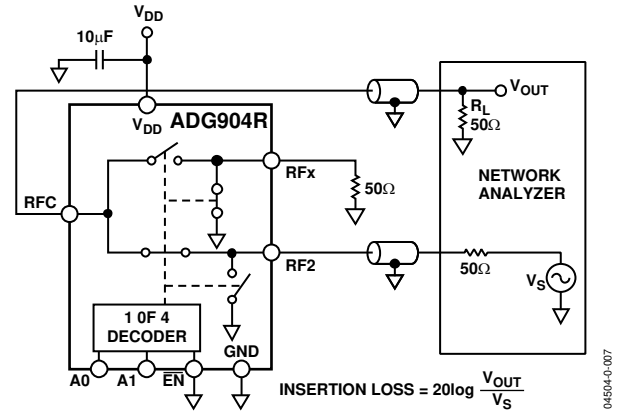 VDD
10μF
VDD
ADG904R
VOUT
RL
50Ω
NETWORK
ANALYZER
RFx
50Ω
RFC
RF2
50Ω
VS
1 0F 4
DECODER
GND
A0 A1 EN
INSERTION LOSS = 20log VOUT
VS
04504-0-007